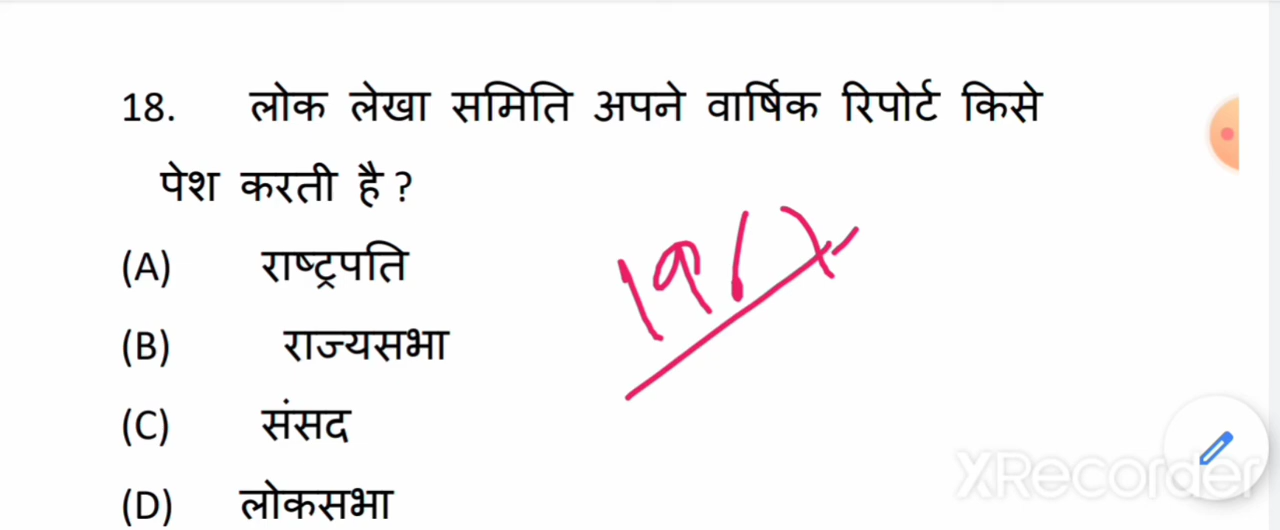 18. लोक लेखा समिति अपने वार्षिक रिपोर्ट किसे
पेश करती है ?
(A) राष्ट्रपति
(B) राज्यसभा
(C) संसद
(D) लोकसभा
XRecorder